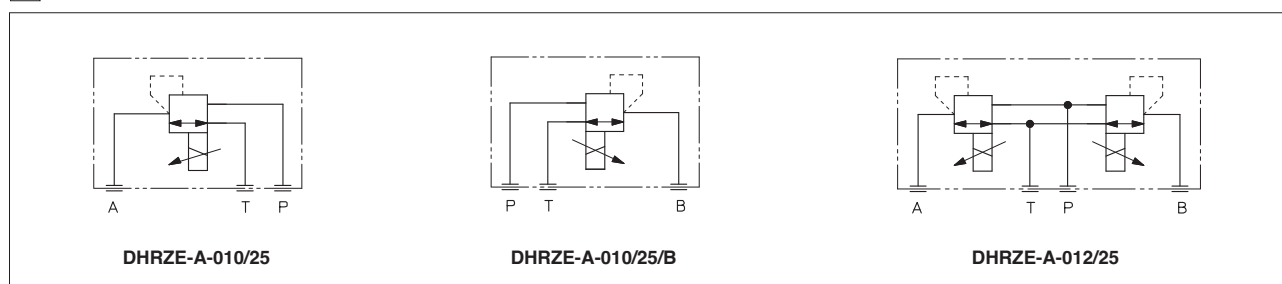 A T P
P T B
A T P B
DHRZE-A-010/25
DHRZE-A-010/25/B
DHRZE-A-012/25